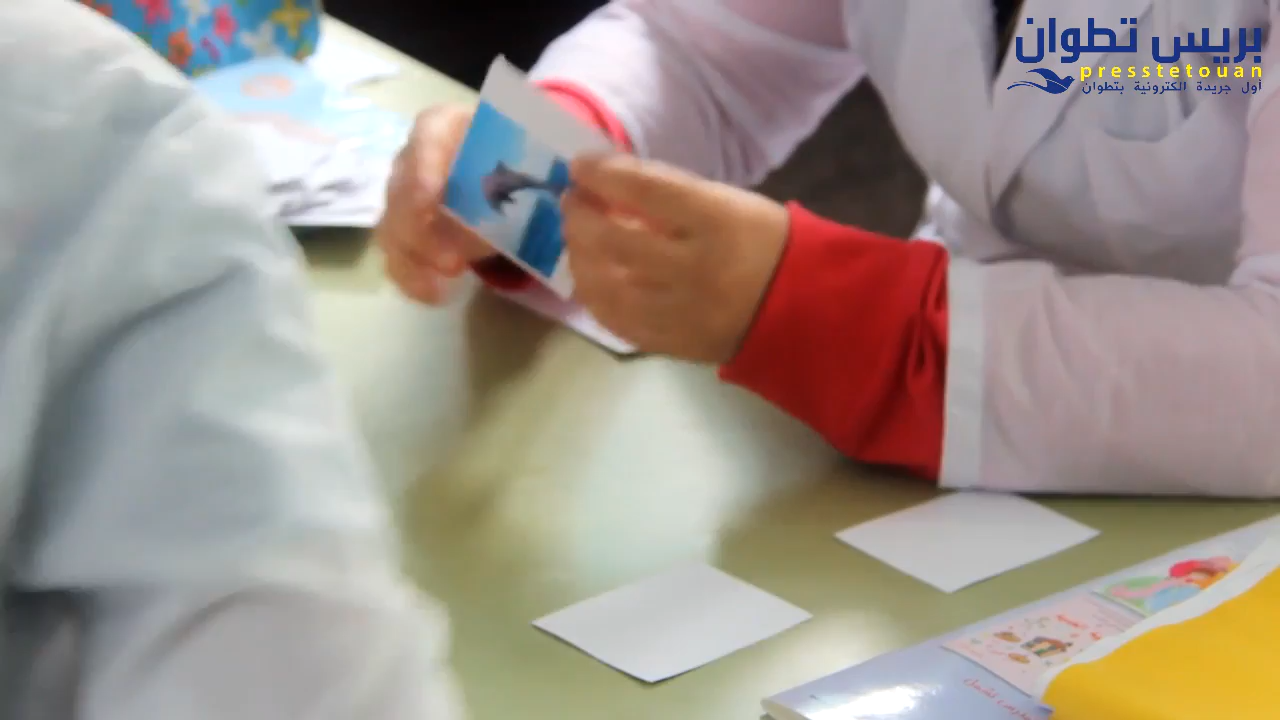 بريس تطوان
presstetouan
أول جريدة الكترونية بتطوان